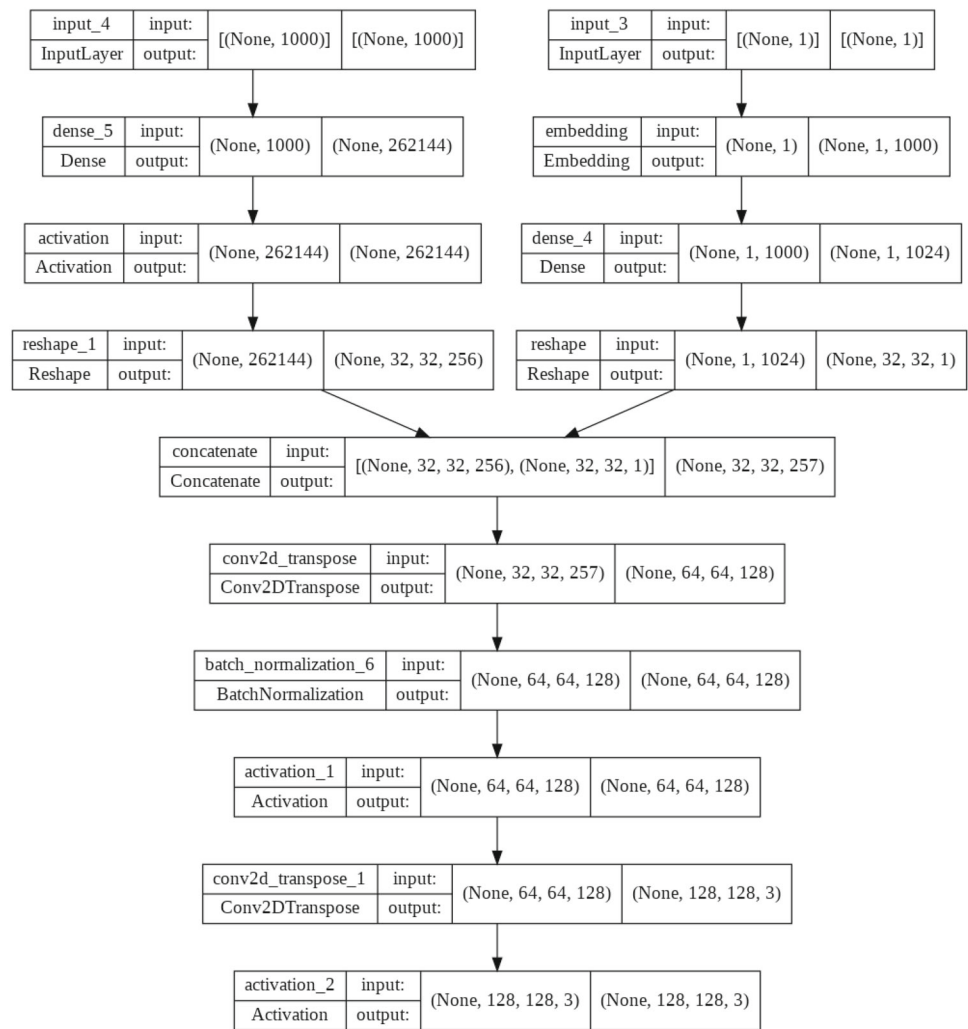 input_4 input: [(None, 1000)] [(None, 1000)]
InputLayer output:
input_3 input: [(None, 1)] [(None, 1)]
InputLayer output:
dense_5 input: (None, 1000) (None, 262144)
Dense output:
embedding input: (None, 1) (None, 1, 1000)
Embedding output:
activation input: (None, 262144) (None, 262144)
Activation output:
dense_4 input: (None, 1, 1000) (None, 1, 1024)
Dense output:
reshape_1 input: (None, 262144) (None, 32, 32, 256)
Reshape output:
reshape input: (None, 1, 1024) (None, 32, 32, 1)
Reshape output:
concatenate input: [(None, 32, 32, 256), (None, 32, 32, 1)] (None, 32, 32, 257)
Concatenate output:
conv2d_transpose input: (None, 32, 32, 257) (None, 64, 64, 128)
Conv2DTranspose output:
batch_normalization_6 input: (None, 64, 64, 128) (None, 64, 64, 128)
BatchNormalization output:
activation_1 input: (None, 64, 64, 128) (None, 64, 64, 128)
Activation output:
conv2d_transpose_1 input: (None, 64, 64, 128) (None, 128, 128, 3)
Conv2DTranspose output:
activation_2 input: (None, 128, 128, 3) (None, 128, 128, 3)
Activation output: